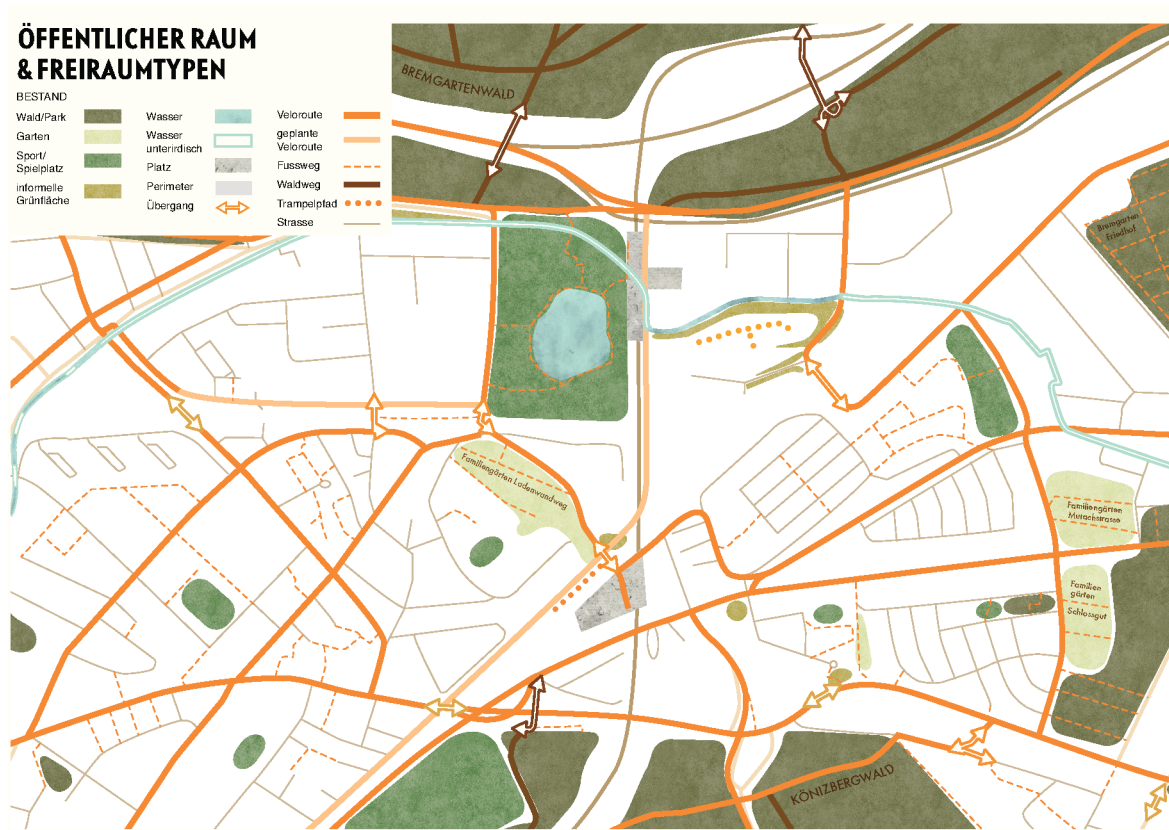 ÖFFENTLICHER RAUM
& FREIRAUMTYPEN
BESTAND
Wald/Park
Garten
Sport/
Spielplatz
informelle
Grünfläche
Wasser
Wasser
unterirdisch
Platz
Perimeter
Übergang
Veloroute
geplante
Veloroute
Fussweg
Waldweg
Trampelpfad
Strasse
BREMGARTENWALD
Bremgarten
Friedhof
Familiengärten Ladenwandweg
Familiengärten
Mutachstrasse
Familien
gärten
Schlossgut
KÖNIZBERGWALD